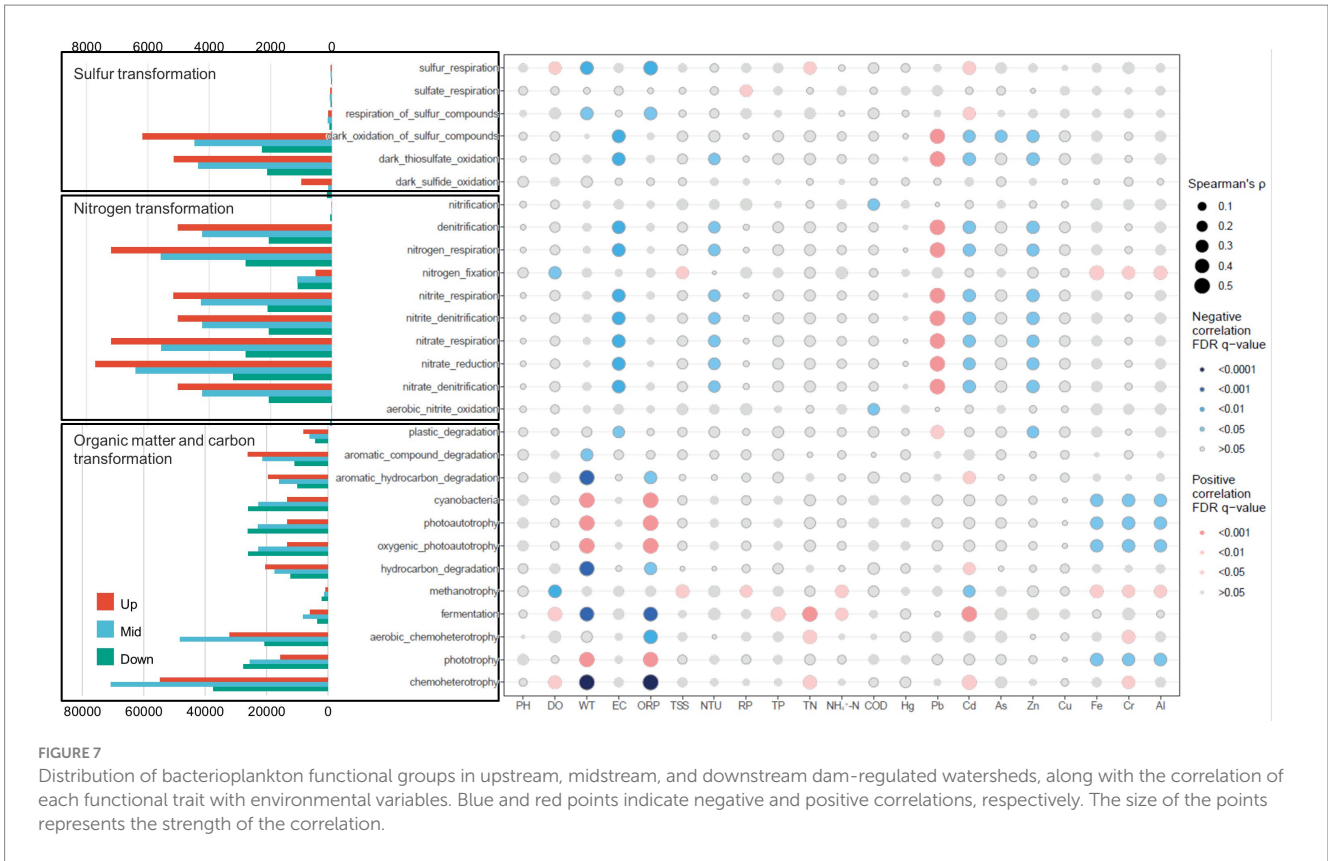 8000 6000 4000 2000 0
Sulfur transformation
sulfur_respiration
sulfate_respiration
respiration_of_sulfur_compounds
dark_oxidation_of_sulfur_compounds
dark_thiosulfate_oxidation
dark_sulfide_oxidation
Nitrogen transformation
nitrification
denitrification
nitrogen_respiration
nitrogen_fixation
nitrite_respiration
nitrite_denitrification
nitrate_respiration
nitrate_reduction
nitrate_denitrification
aerobic_nitrite_oxidation
Organic matter and carbon
transformation
plastic_degradation
aromatic_compound_degradation
aromatic_hydrocarbon_degradation
cyanobacteria
photoautotrophy
oxygenic_photoautotrophy
hydrocarbon_degradation
methanotrophy
fermentation
aerobic_chemoheterotrophy
phototrophy
chemoheterotrophy
Up
Mid
Down
80000 60000 40000 20000 0
PH DO WT EC ORP TSS NTU RP TP TN NH₄⁺-N COD Hg Pb Cd As Zn Cu Fe Cr Al
Spearman's ρ
0.1
0.2
0.3
0.4
0.5
Negative
correlation
FDR q−value
<0.0001
<0.001
<0.01
<0.05
>0.05
Positive
correlation
FDR q−value
<0.001
<0.01
<0.05
>0.05
FIGURE 7
Distribution of bacterioplankton functional groups in upstream, midstream, and downstream dam-regulated watersheds, along with the correlation of
each functional trait with environmental variables. Blue and red points indicate negative and positive correlations, respectively. The size of the points
represents the strength of the correlation.